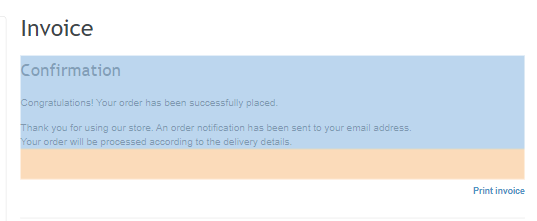 Invoice
Confirmation
Congratulations! Your order has been successfully placed.
Thank you for using our store. An order notification has been sent to your email address.
Your order will be processed according to the delivery details.
Print invoice